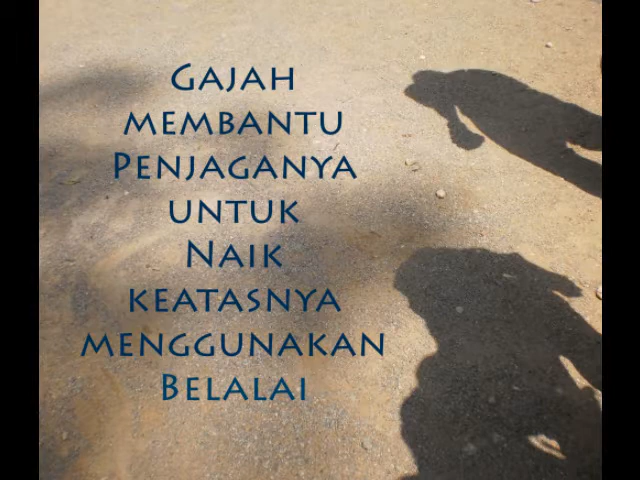 Gajah
membantu
Penjaganya
untuk
Naik
keatasnya
menggunakan
Belalai